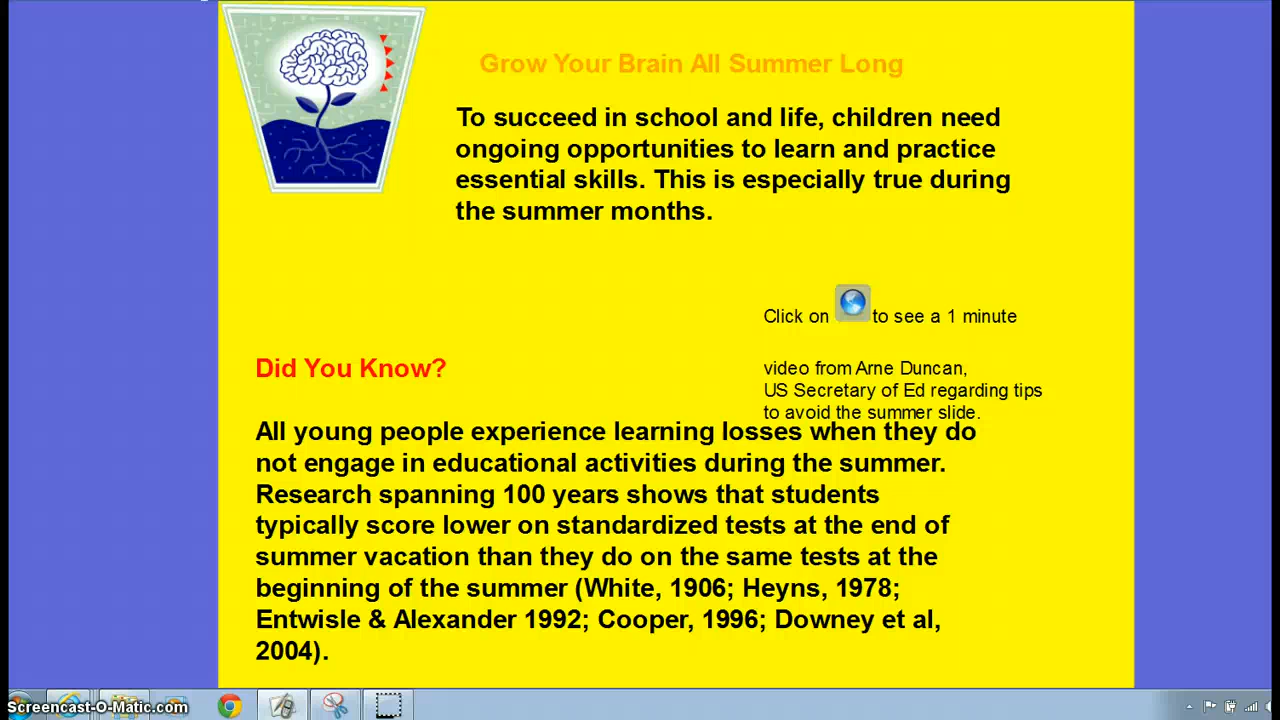 Grow Your Brain All Summer Long
To succeed in school and life, children need
ongoing opportunities to learn and practice
essential skills. This is especially true during
the summer months.
Click on to see a 1 minute
video from Arne Duncan,
US Secretary of Ed regarding tips
to avoid the summer slide.
Did You Know?
All young people experience learning losses when they do
not engage in educational activities during the summer.
Research spanning 100 years shows that students
typically score lower on standardized tests at the end of
summer vacation than they do on the same tests at the
beginning of the summer (White, 1906; Heyns, 1978;
Entwisle & Alexander 1992; Cooper, 1996; Downey et al,
2004).
Screencast-O-Matic.com